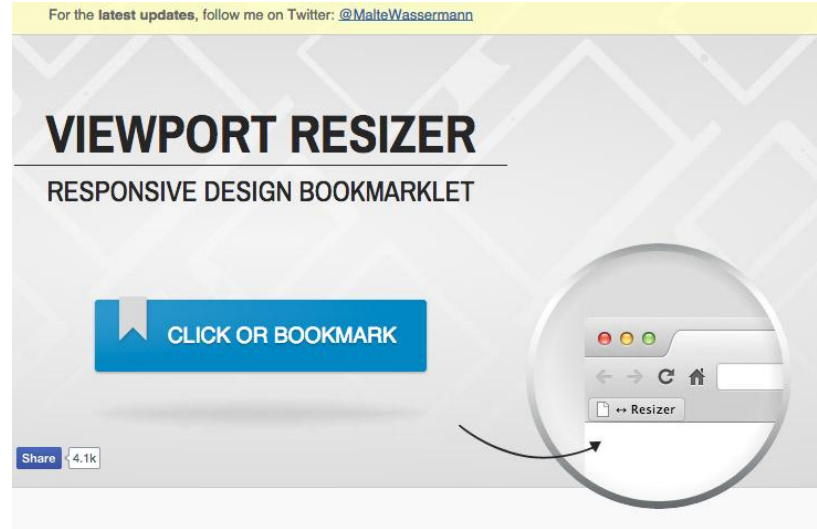 For the latest updates, follow me on Twitter: @MalteWassermann
VIEWPORT RESIZER
RESPONSIVE DESIGN BOOKMARKLET
CLICK OR BOOKMARK
↔ Resizer
Share 4.1k